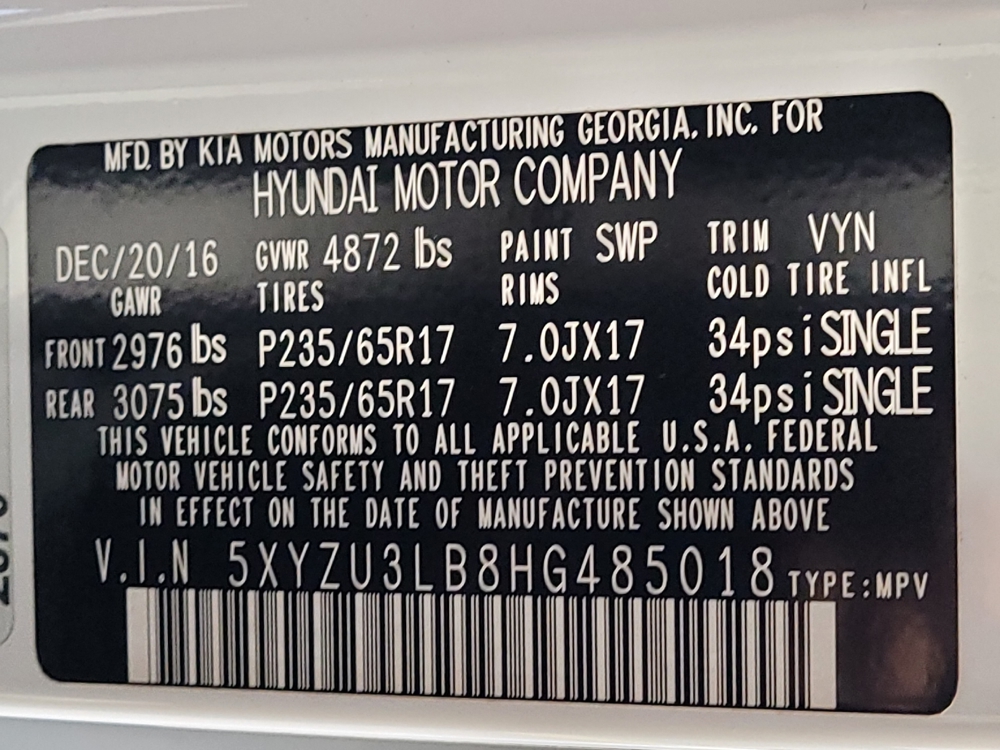 MFD. BY KIA MOTORS MANUFACTURING GEORGIA, INC. FOR
HYUNDAI MOTOR COMPANY
DEC/20/16 GVWR 4872 lbs PAINT SWP TRIM VYN
GAWR TIRES RIMS COLD TIRE INFL
FRONT 2976 lbs P235/65R17 7.0JX17 34psi SINGLE
REAR 3075 lbs P235/65R17 7.0JX17 34psi SINGLE
THIS VEHICLE CONFORMS TO ALL APPLICABLE U.S.A. FEDERAL
MOTOR VEHICLE SAFETY AND THEFT PREVENTION STANDARDS
IN EFFECT ON THE DATE OF MANUFACTURE SHOWN ABOVE
V.I.N 5XYZU3LB8HG485018 TYPE:MPV